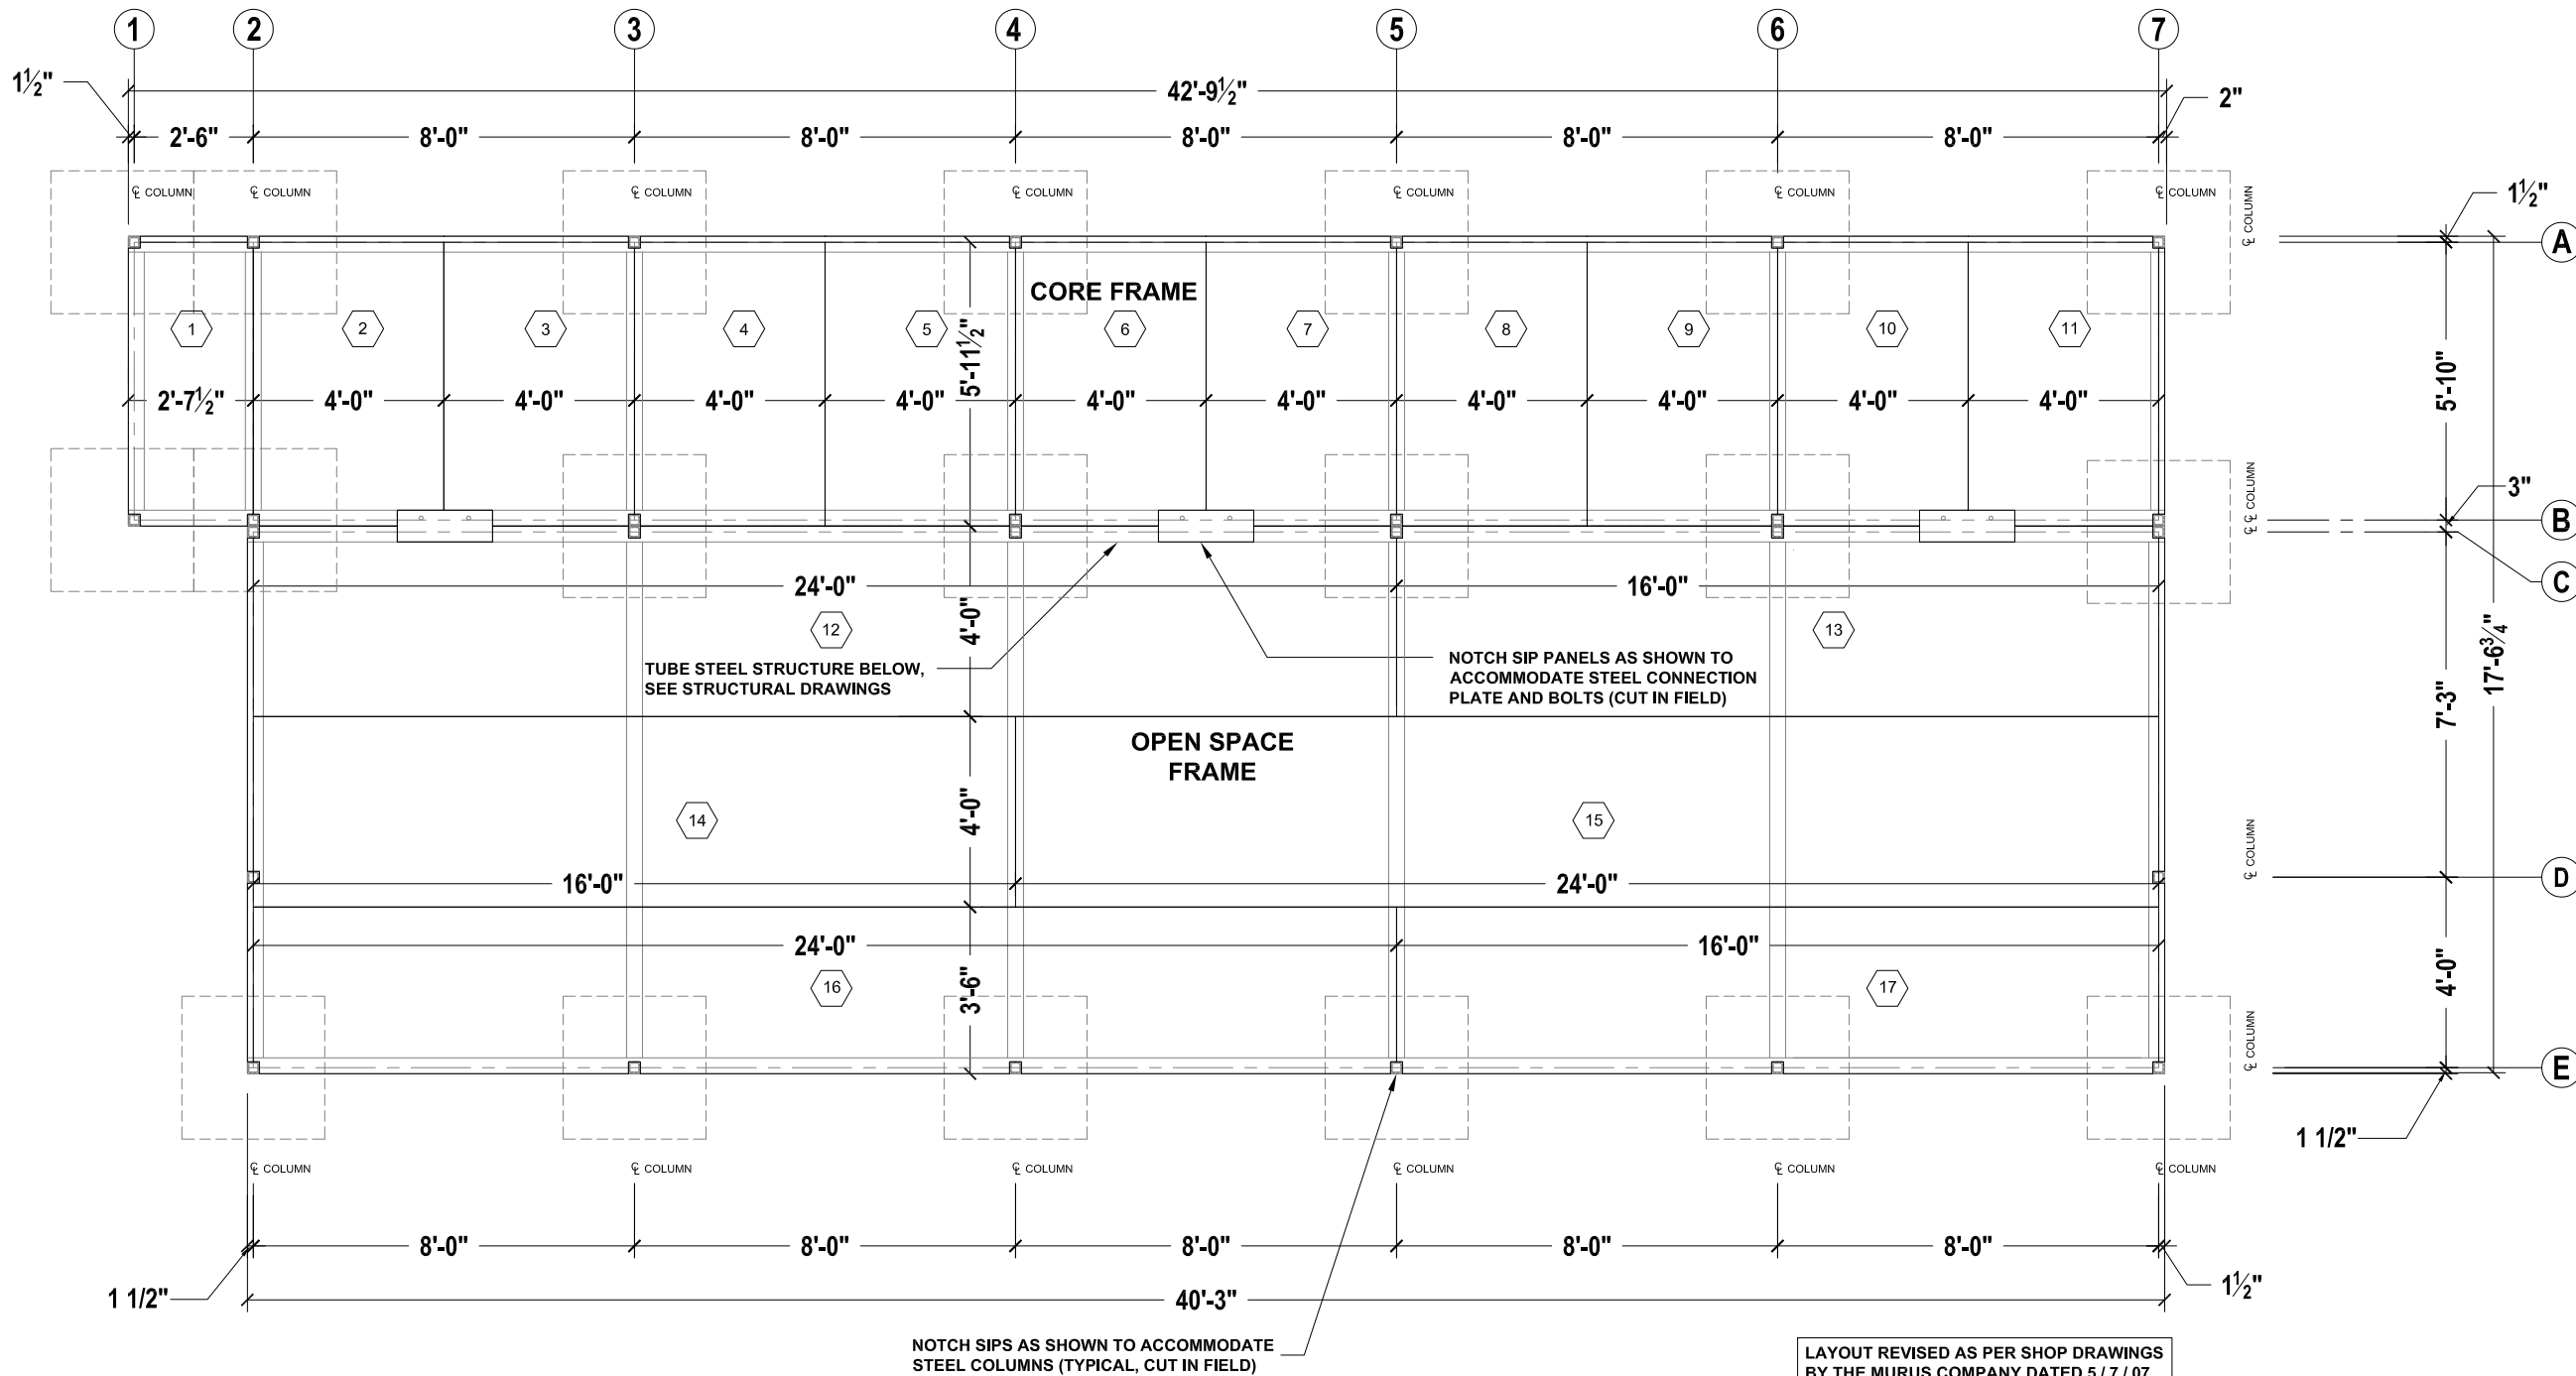 1 2 3 4 5 6 7
1½"
42'-9½"
2"
2'-6" 8'-0" 8'-0" 8'-0" 8'-0" 8'-0"
℄ COLUMN ℄ COLUMN ℄ COLUMN ℄ COLUMN ℄ COLUMN ℄ COLUMN ℄ COLUMN
℄ COLUMN
1½"
A
CORE FRAME
1 2 3 4 5 6 7 8 9 10 11
5'-11½"
5'-10"
2'-7½" 4'-0" 4'-0" 4'-0" 4'-0" 4'-0" 4'-0" 4'-0" 4'-0" 4'-0" 4'-0"
℄ COLUMN
℄
3"
B
C
24'-0" 16'-0"
12 13
4'-0"
TUBE STEEL STRUCTURE BELOW,
SEE STRUCTURAL DRAWINGS
NOTCH SIP PANELS AS SHOWN TO
ACCOMMODATE STEEL CONNECTION
PLATE AND BOLTS (CUT IN FIELD)
17'-6¾"
7'-3"
OPEN SPACE
FRAME
14 15
4'-0"
℄ COLUMN
D
16'-0" 24'-0"
24'-0" 16'-0"
16 17
3'-6"
4'-0"
℄ COLUMN
E
1 1/2"
℄ COLUMN ℄ COLUMN ℄ COLUMN ℄ COLUMN ℄ COLUMN ℄ COLUMN
8'-0" 8'-0" 8'-0" 8'-0" 8'-0"
1 1/2"
40'-3"
1½"
NOTCH SIPS AS SHOWN TO ACCOMMODATE
STEEL COLUMNS (TYPICAL, CUT IN FIELD)
LAYOUT REVISED AS PER SHOP DRAWINGS
BY THE MURUS COMPANY DATED 5 / 7 / 07